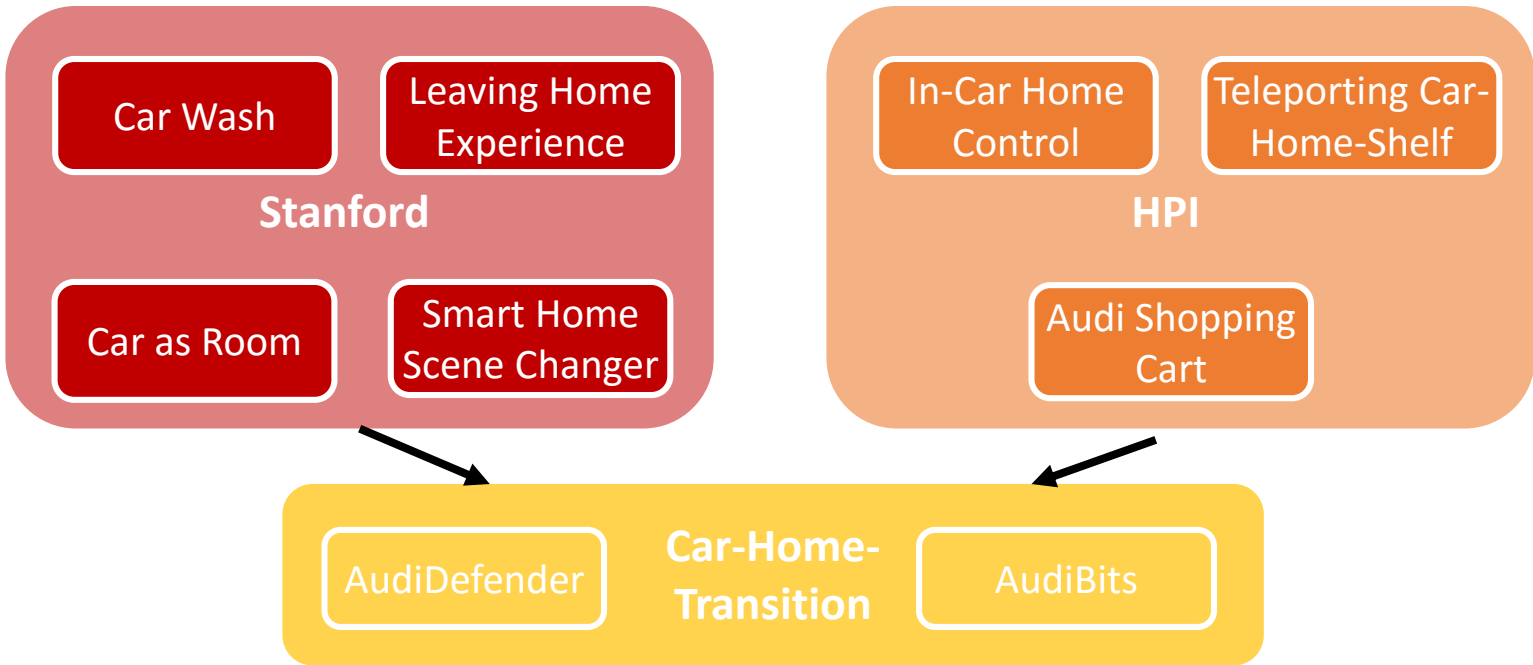 Car Wash
Leaving Home
Experience
Stanford
Car as Room
Smart Home
Scene Changer
In-Car Home
Control
Teleporting Car-
Home-Shelf
HPI
Audi Shopping
Cart
AudiDefender
Car-Home-
Transition
AudiBits